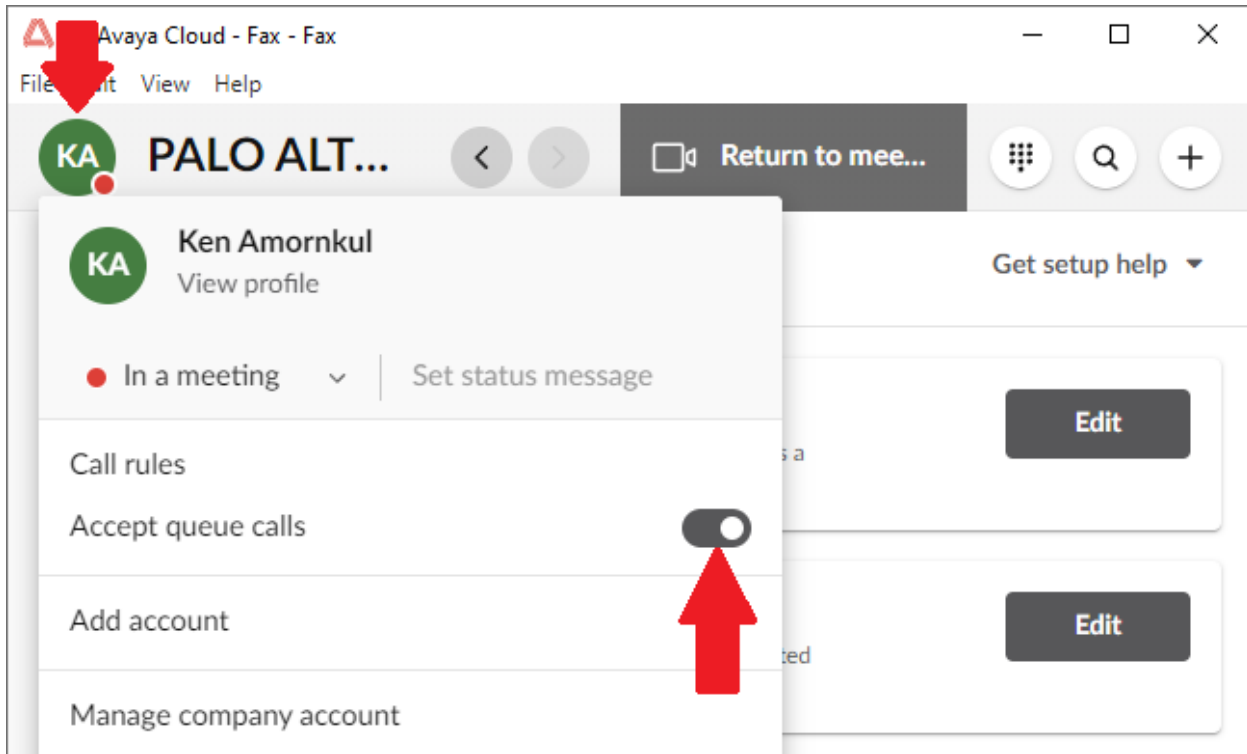 Avaya Cloud - Fax - Fax
File Edit View Help
KA PALO ALT... Return to mee...
KA Ken Amornkul
View profile
Get setup help
In a meeting Set status message
Edit
Call rules
s a
Accept queue calls
Add account
Edit
ted
Manage company account